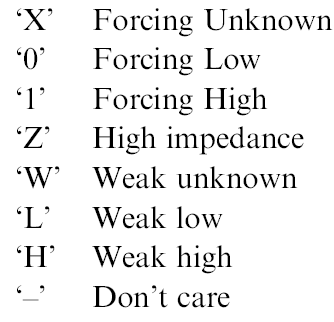 ‘X’ Forcing Unknown
‘0’ Forcing Low
‘1’ Forcing High
‘Z’ High impedance
‘W’ Weak unknown
‘L’ Weak low
‘H’ Weak high
‘–’ Don’t care